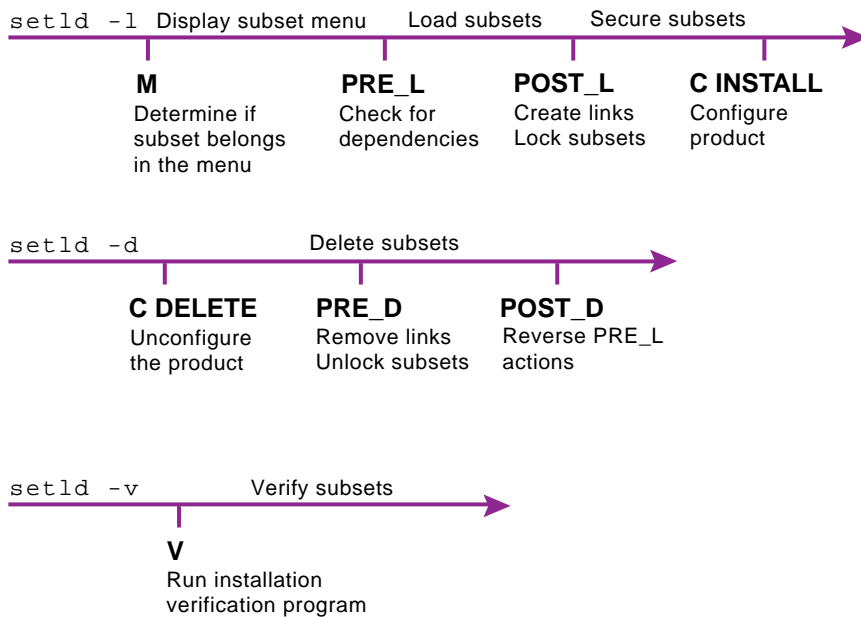 setld -l Display subset menu Load subsets Secure subsets
M PRE_L POST_L C INSTALL
Determine if Check for Create links Configure
subset belongs dependencies Lock subsets product
in the menu
setld -d Delete subsets
C DELETE PRE_D POST_D
Unconfigure Remove links Reverse PRE_L
the product Unlock subsets actions
setld -v Verify subsets
V
Run installation
verification program